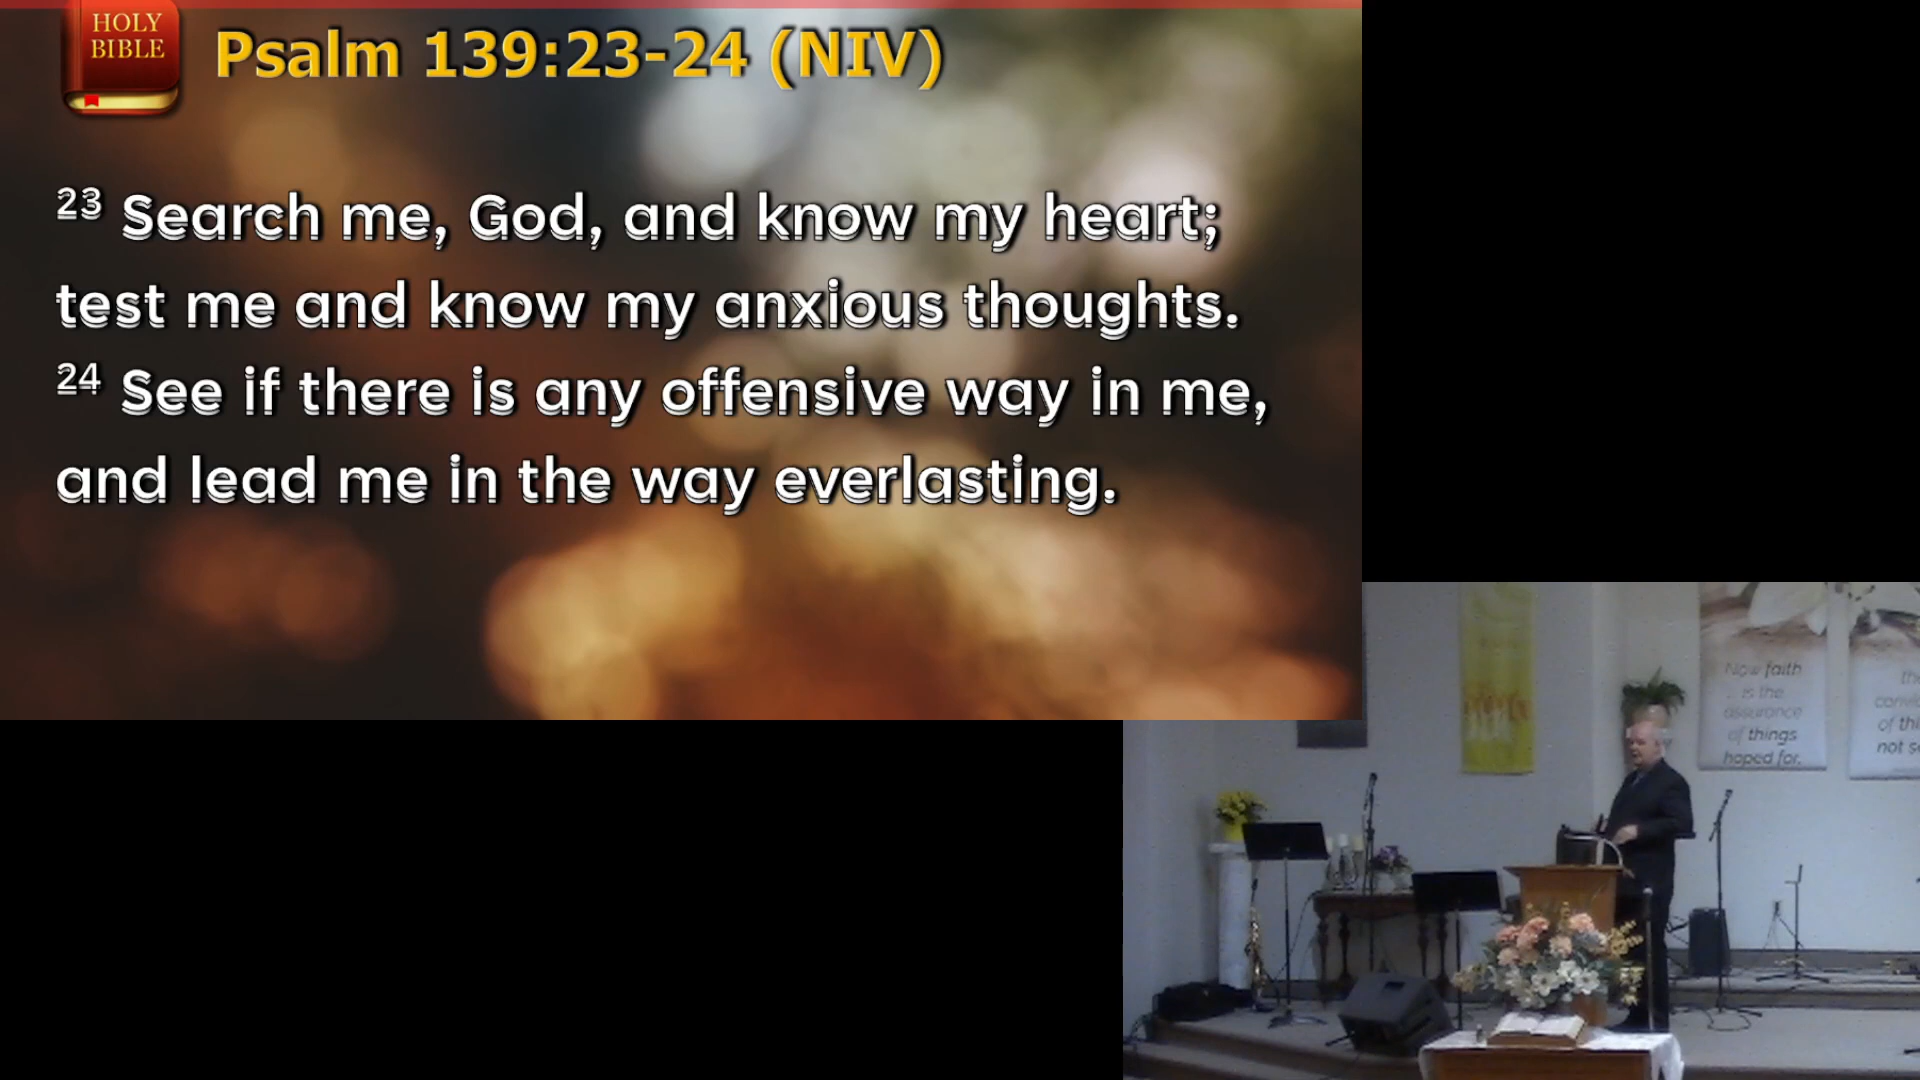 HOLY
BIBLE
Psalm 139:23-24 (NIV)
23 Search me, God, and know my heart;
test me and know my anxious thoughts.
24 See if there is any offensive way in me,
and lead me in the way everlasting.
Now faith
is the
assurance
of things
hoped for,
of
not